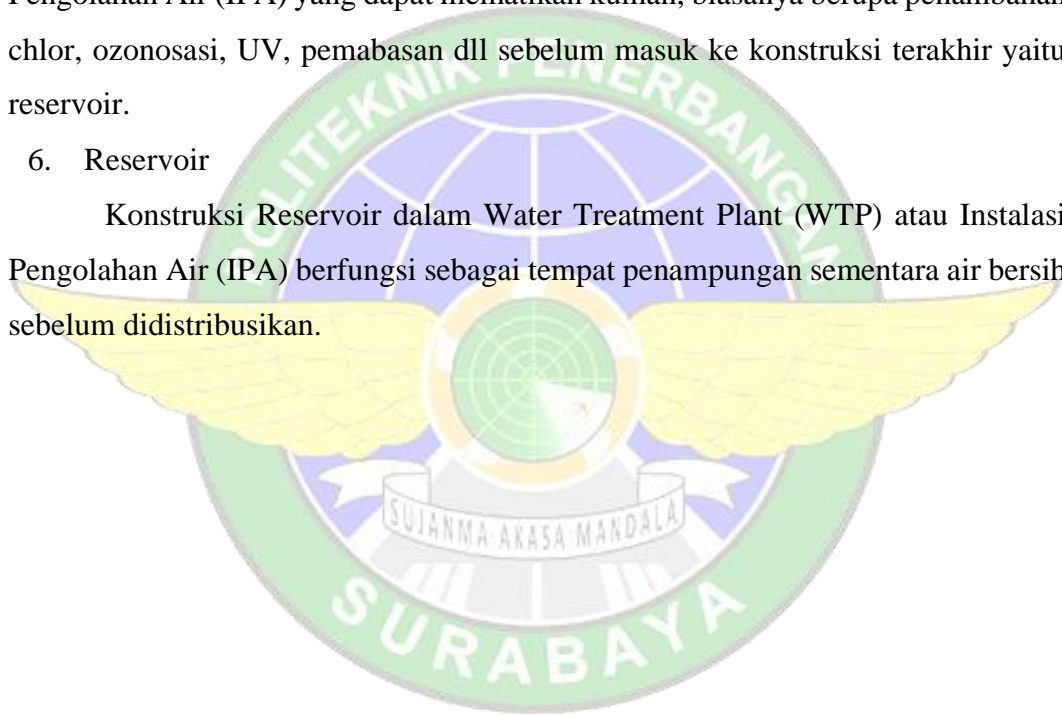 Pengolahan Air (IPA) yang dapat mematikan kuman, biasanya berupa penambahan
chlor, ozonosasi, UV, pemabasan dll sebelum masuk ke konstruksi terakhir yaitu
reservoir.
6. Reservoir
Konstruksi Reservoir dalam Water Treatment Plant (WTP) atau Instalasi
Pengolahan Air (IPA) berfungsi sebagai tempat penampungan sementara air bersih
sebelum didistribusikan.
POLITEKNIK PENERBANGAN
SUJANMA AKASA MANDALA
SURABAYA